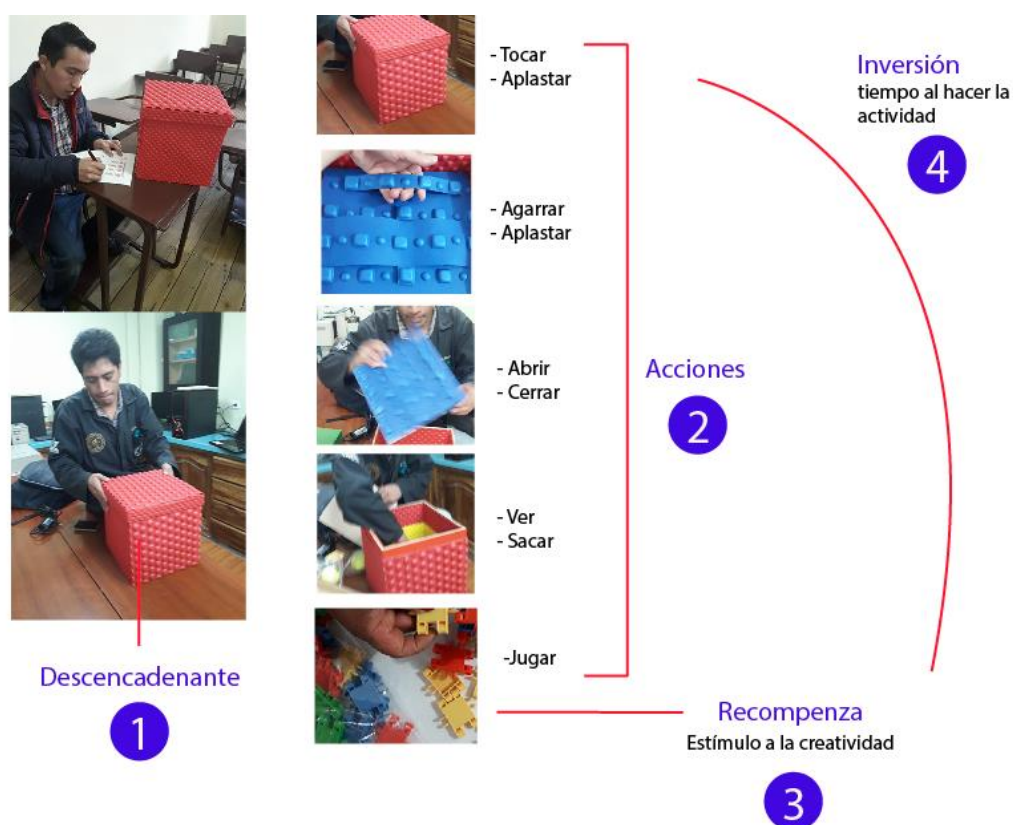 - Tocar
- Aplastar
- Agarrar
- Aplastar
- Abrir
- Cerrar
- Ver
- Sacar
-Jugar
Descencadenante
1
Acciones
2
Recompenza
Estímulo a la creatividad
3
Inversión
tiempo al hacer la
actividad
4